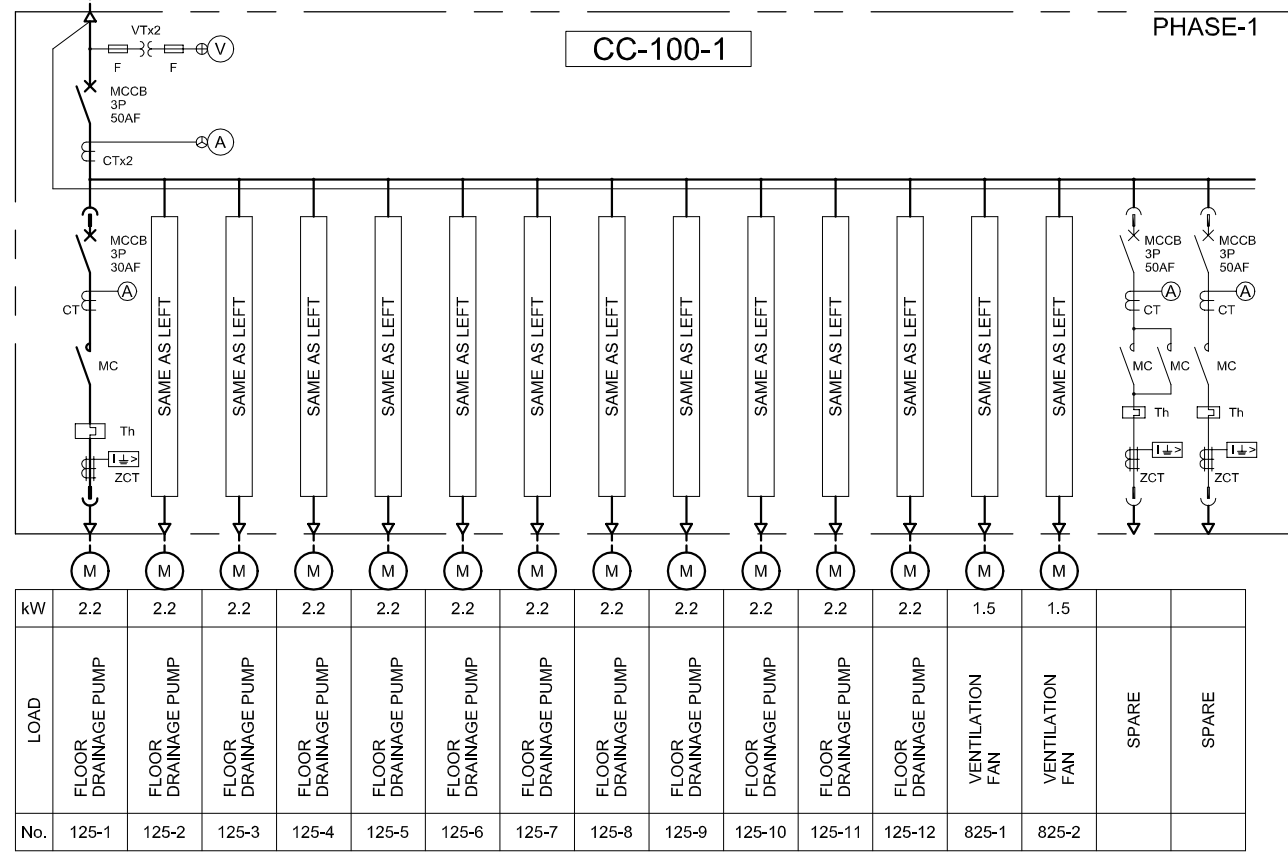 PHASE-1
CC-100-1
VTx2
F
F
V
MCCB
3P
50AF
A
CTx2
MCCB
3P
30AF
A
CT
MC
Th
I >
ZCT
SAME AS LEFT
SAME AS LEFT
SAME AS LEFT
SAME AS LEFT
SAME AS LEFT
SAME AS LEFT
SAME AS LEFT
SAME AS LEFT
SAME AS LEFT
SAME AS LEFT
SAME AS LEFT
SAME AS LEFT
SAME AS LEFT
MCCB
3P
50AF
A
CT
MC
MC
Th
I >
ZCT
MCCB
3P
50AF
A
CT
MC
Th
I >
ZCT
M M M M M M M M M M M M M M
kW 2.2 2.2 2.2 2.2 2.2 2.2 2.2 2.2 2.2 2.2 2.2 2.2 1.5 1.5
LOAD
FLOOR
DRAINAGE PUMP
FLOOR
DRAINAGE PUMP
FLOOR
DRAINAGE PUMP
FLOOR
DRAINAGE PUMP
FLOOR
DRAINAGE PUMP
FLOOR
DRAINAGE PUMP
FLOOR
DRAINAGE PUMP
FLOOR
DRAINAGE PUMP
FLOOR
DRAINAGE PUMP
FLOOR
DRAINAGE PUMP
FLOOR
DRAINAGE PUMP
FLOOR
DRAINAGE PUMP
VENTILATION
FAN
VENTILATION
FAN
SPARE
SPARE
No. 125-1 125-2 125-3 125-4 125-5 125-6 125-7 125-8 125-9 125-10 125-11 125-12 825-1 825-2